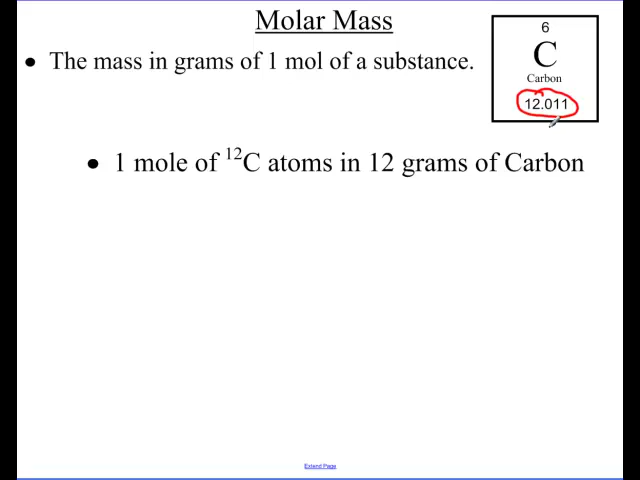 Molar Mass
6
C
Carbon
12.011
● The mass in grams of 1 mol of a substance.
● 1 mole of ¹²C atoms in 12 grams of Carbon
Extend Page